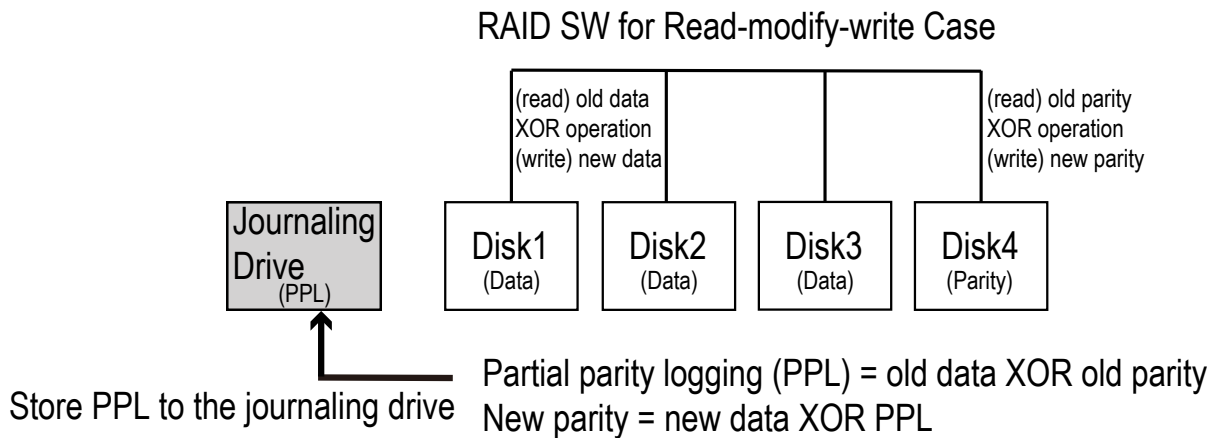 RAID SW for Read-modify-write Case
(read) old data
XOR operation
(write) new data
(read) old parity
XOR operation
(write) new parity
Journaling
Drive
(PPL)
Disk1
(Data)
Disk2
(Data)
Disk3
(Data)
Disk4
(Parity)
Store PPL to the journaling drive
Partial parity logging (PPL) = old data XOR old parity
New parity = new data XOR PPL